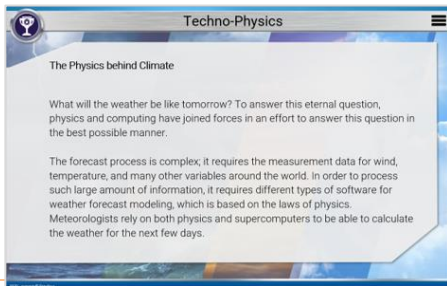 Techno-Physics
The Physics behind Climate
What will the weather be like tomorrow? To answer this eternal question,
physics and computing have joined forces in an effort to answer this question in
the best possible manner.
The forecast process is complex; it requires the measurement data for wind,
temperature, and many other variables around the world. In order to process
such large amount of information, it requires different types of software for
weather forecast modeling, which is based on the laws of physics.
Meteorologists rely on both physics and supercomputers to be able to calculate
the weather for the next few days.